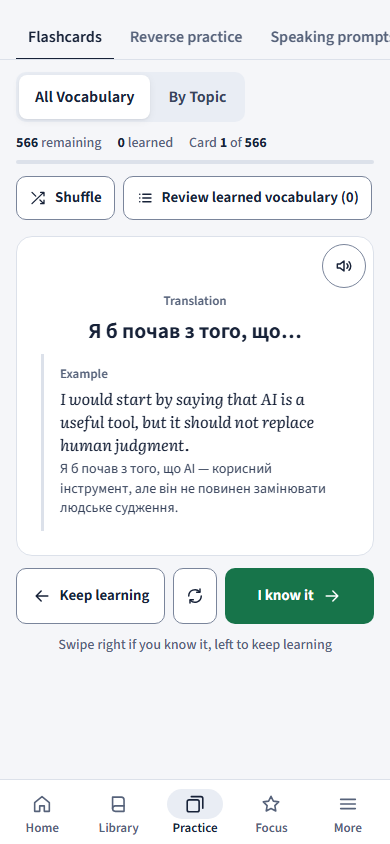 Flashcards Reverse practice Speaking prompts
All Vocabulary By Topic
566 remaining 0 learned Card 1 of 566
Shuffle Review learned vocabulary (0)
Translation
Я б почав з того, що…
Example
I would start by saying that AI is a
useful tool, but it should not replace
human judgment.
Я б почав з того, що AI — корисний
інструмент, але він не повинен замінювати
людське судження.
Keep learning I know it
Swipe right if you know it, left to keep learning
Home Library Practice Focus More